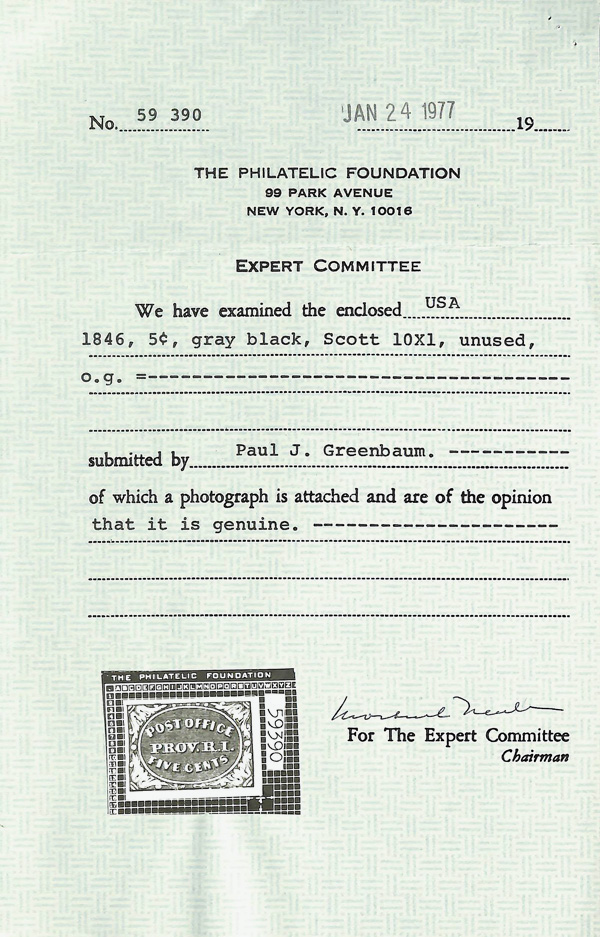 No. 59 390 JAN 24 1977 19
THE PHILATELIC FOUNDATION
99 PARK AVENUE
NEW YORK, N. Y. 10016
EXPERT COMMITTEE
We have examined the enclosed USA
1846, 5¢, gray black, Scott 10X1, unused,
o.g. =
submitted by Paul J. Greenbaum.
of which a photograph is attached and are of the opinion
that it is genuine.
THE PHILATELIC FOUNDATION
ABCDEFGHIJKLMNOPQRSTUVWXYZ
POST OFFICE
PROV. R.I.
FIVE CENTS
59390
For The Expert Committee
Chairman